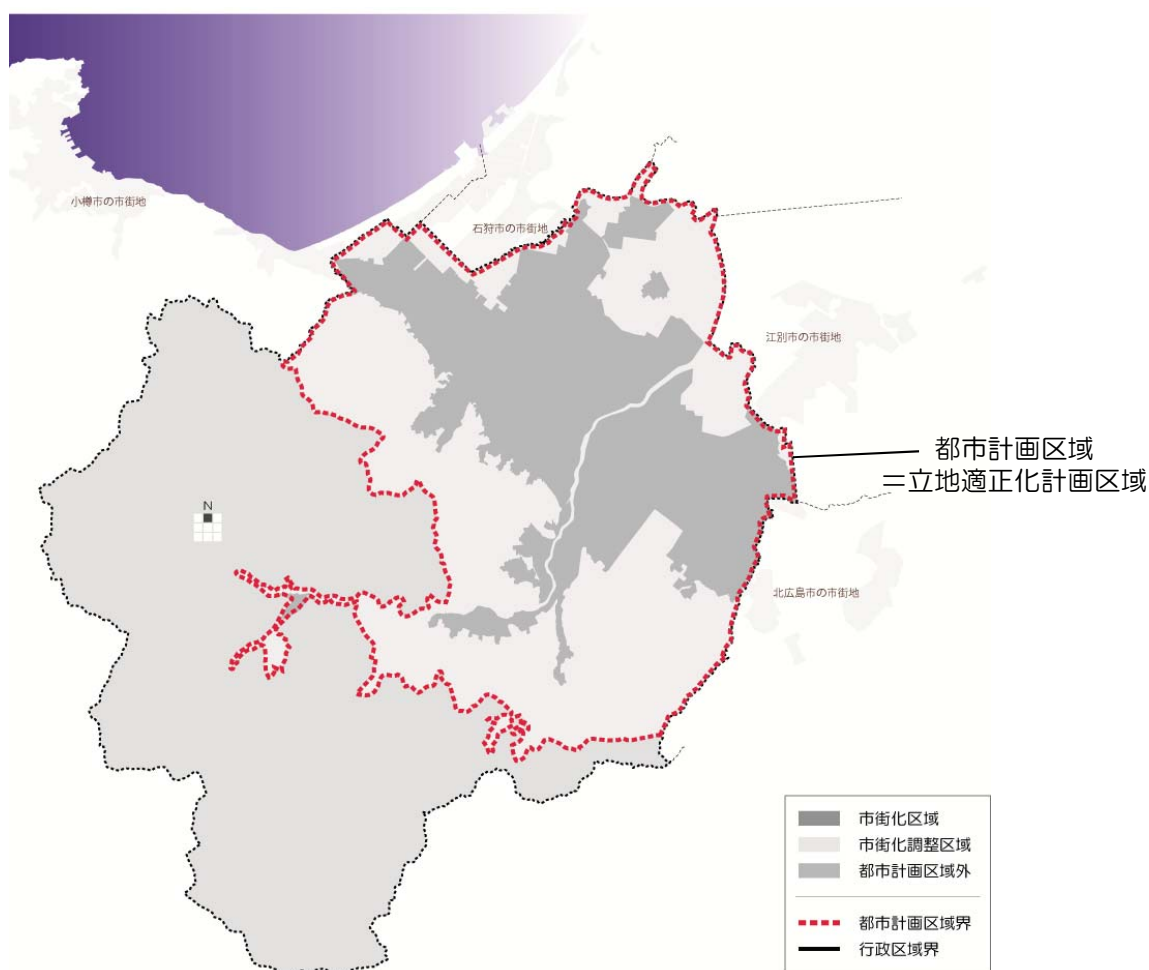 小樽市の市街地
石狩市の市街地
江別市の市街地
都市計画区域
=立地適正化計画区域
N
北広島市の市街地
市街化区域
市街化調整区域
都市計画区域外
都市計画区域界
行政区域界